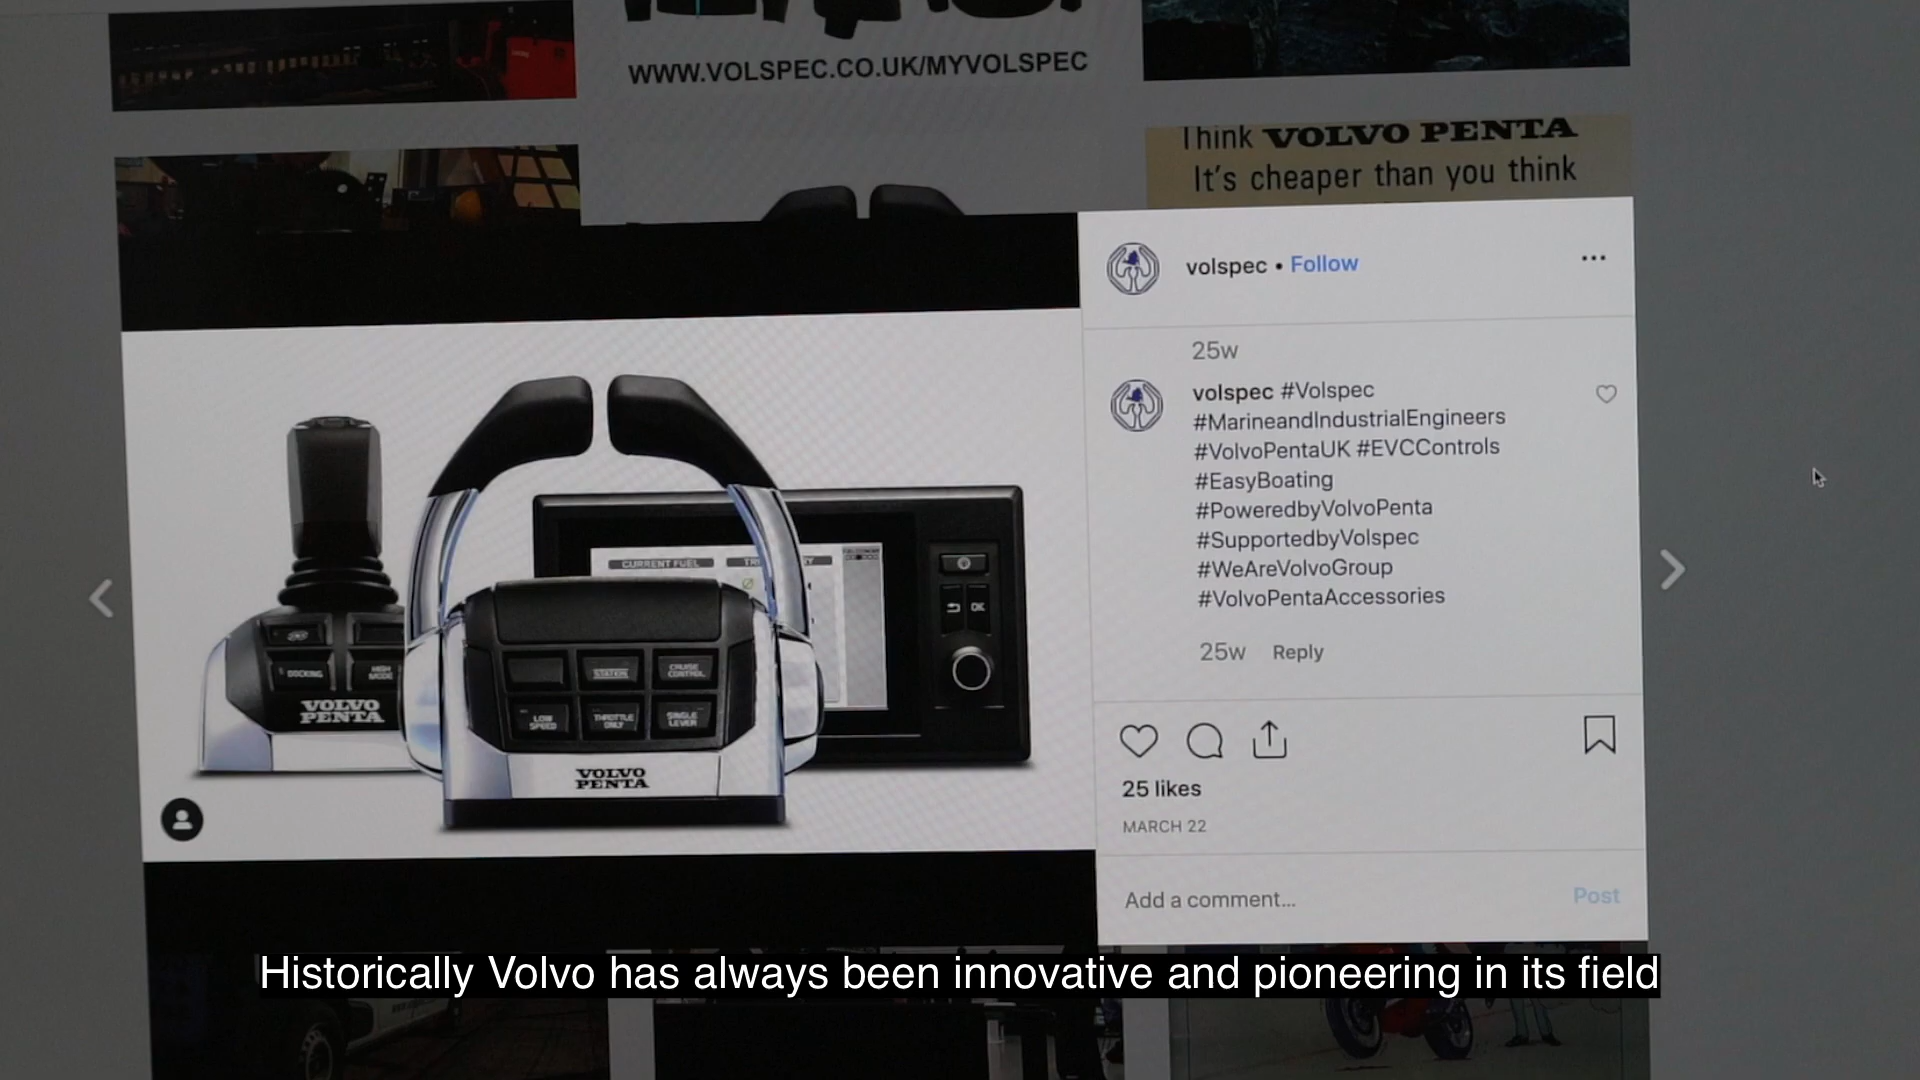 WWW.VOLSPEC.CO.UK/MYVOLSPEC
Think VOLVO PENTA
It's cheaper than you think
volspec • Follow
25w
volspec #Volspec
#MarineandIndustrialEngineers
#VolvoPentaUK #EVCControls
#EasyBoating
#PoweredbyVolvoPenta
#SupportedbyVolspec
#WeAreVolvoGroup
#VolvoPentaAccessories
25w Reply
25 likes
MARCH 22
Add a comment... Post
CURRENT FUEL
OK
DOCKING
HIGH
MODE
VOLVO
PENTA
STATION
CRUISE
CONTROL
LOW
SPEED
THROTTLE
ONLY
SINGLE
LEVER
VOLVO
PENTA
Historically Volvo has always been innovative and pioneering in its field